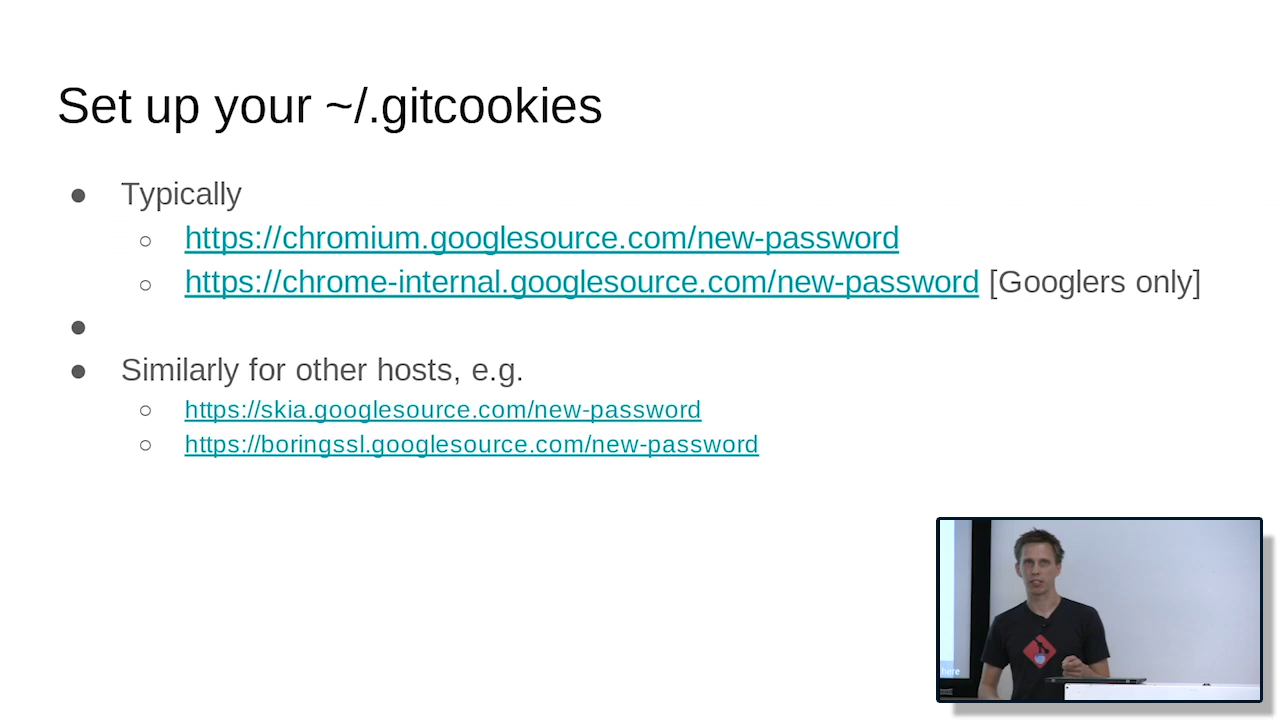 Set up your ~/.gitcookies
● Typically
○ https://chromium.googlesource.com/new-password
○ https://chrome-internal.googlesource.com/new-password [Googlers only]
●
● Similarly for other hosts, e.g.
○ https://skia.googlesource.com/new-password
○ https://boringssl.googlesource.com/new-password
here